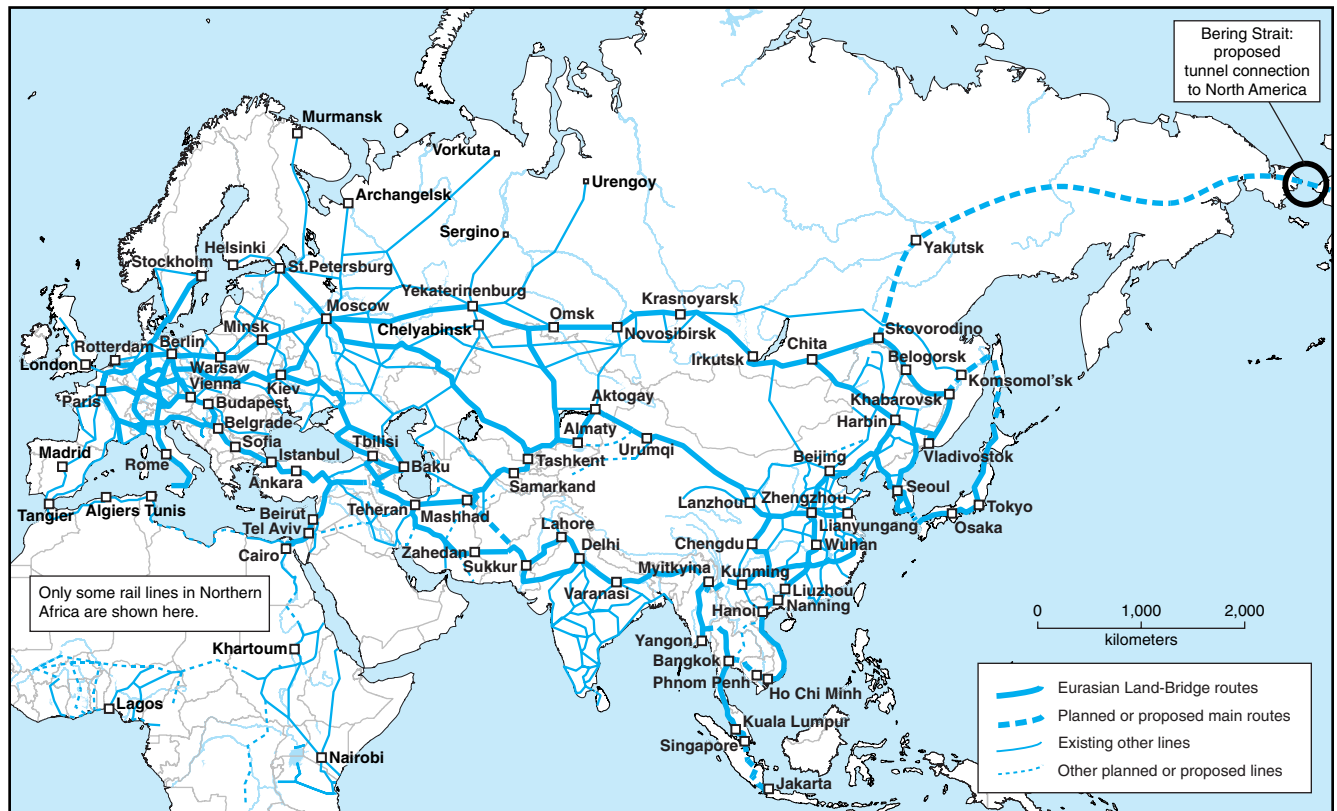 Bering Strait:
proposed
tunnel connection
to North America
Murmansk
Vorkuta
Urengoy
Archangelsk
Sergino
Yakutsk
Helsinki
Stockholm
St.Petersburg
Yekaterinenburg
Krasnoyarsk
Moscow
Omsk
Skovorodino
Minsk
Chelyabinsk
Novosibirsk
Chita
Rotterdam
Berlin
Belogorsk
London
Warsaw
Irkutsk
Komsomol'sk
Vienna
Kiev
Paris
Budapest
Aktogay
Khabarovsk
Belgrade
Harbin
Almaty
Sofia
Tbilisi
Urumqi
Beijing
Vladivostok
Madrid
Rome
Istanbul
Baku
Tashkent
Ankara
Samarkand
Seoul
Lanzhou
Zhengzhou
Tangier
Algiers
Tunis
Beirut
Teheran
Mashhad
Tokyo
Tel Aviv
Lahore
Lianyungang
Osaka
Cairo
Zahedan
Delhi
Chengdu
Wuhan
Sukkur
Myitkyina
Kunming
Only some rail lines in Northern
Africa are shown here.
Varanasi
Liuzhou
Nanning
Hanoi
0
1,000
2,000
kilometers
Khartoum
Yangon
Bangkok
Phnom Penh
Ho Chi Minh
Lagos
Kuala Lumpur
Singapore
Nairobi
Jakarta
Eurasian Land-Bridge routes
Planned or proposed main routes
Existing other lines
Other planned or proposed lines